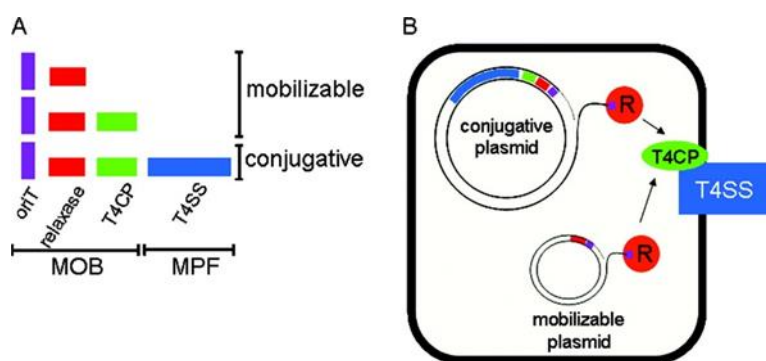 A
mobilizable
conjugative
oriT
relaxase
T4CP
T4SS
MOB
MPF
B
conjugative
plasmid
R
T4CP
T4SS
R
mobilizable
plasmid